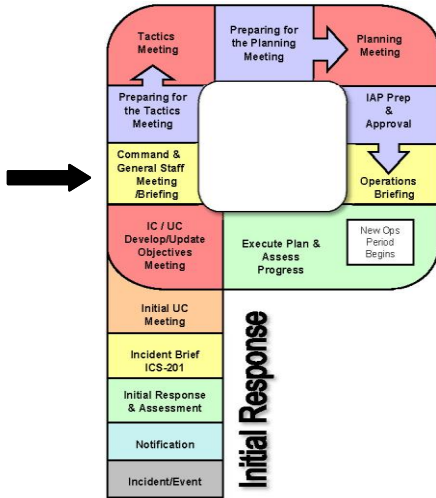 Tactics
Meeting
Preparing for
the Planning
Meeting
Planning
Meeting
Preparing for
the Tactics
Meeting
IAP Prep
&
Approval
Command &
General Staff
Meeting
/Briefing
Operations
Briefing
IC / UC
Develop/Update
Objectives
Meeting
Execute Plan &
Assess
Progress
New Ops
Period
Begins
Initial UC
Meeting
Incident Brief
ICS-201
Initial Response
& Assessment
Notification
Incident/Event
Initial Response